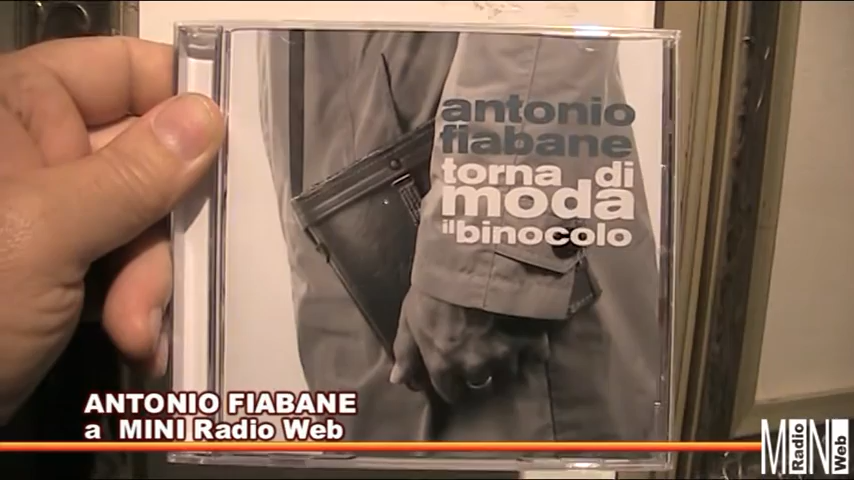 antonio
fiabane
torna di
moda
il binocolo
ANTONIO FIABANE
a MINI Radio Web
MINI
Radio
Web